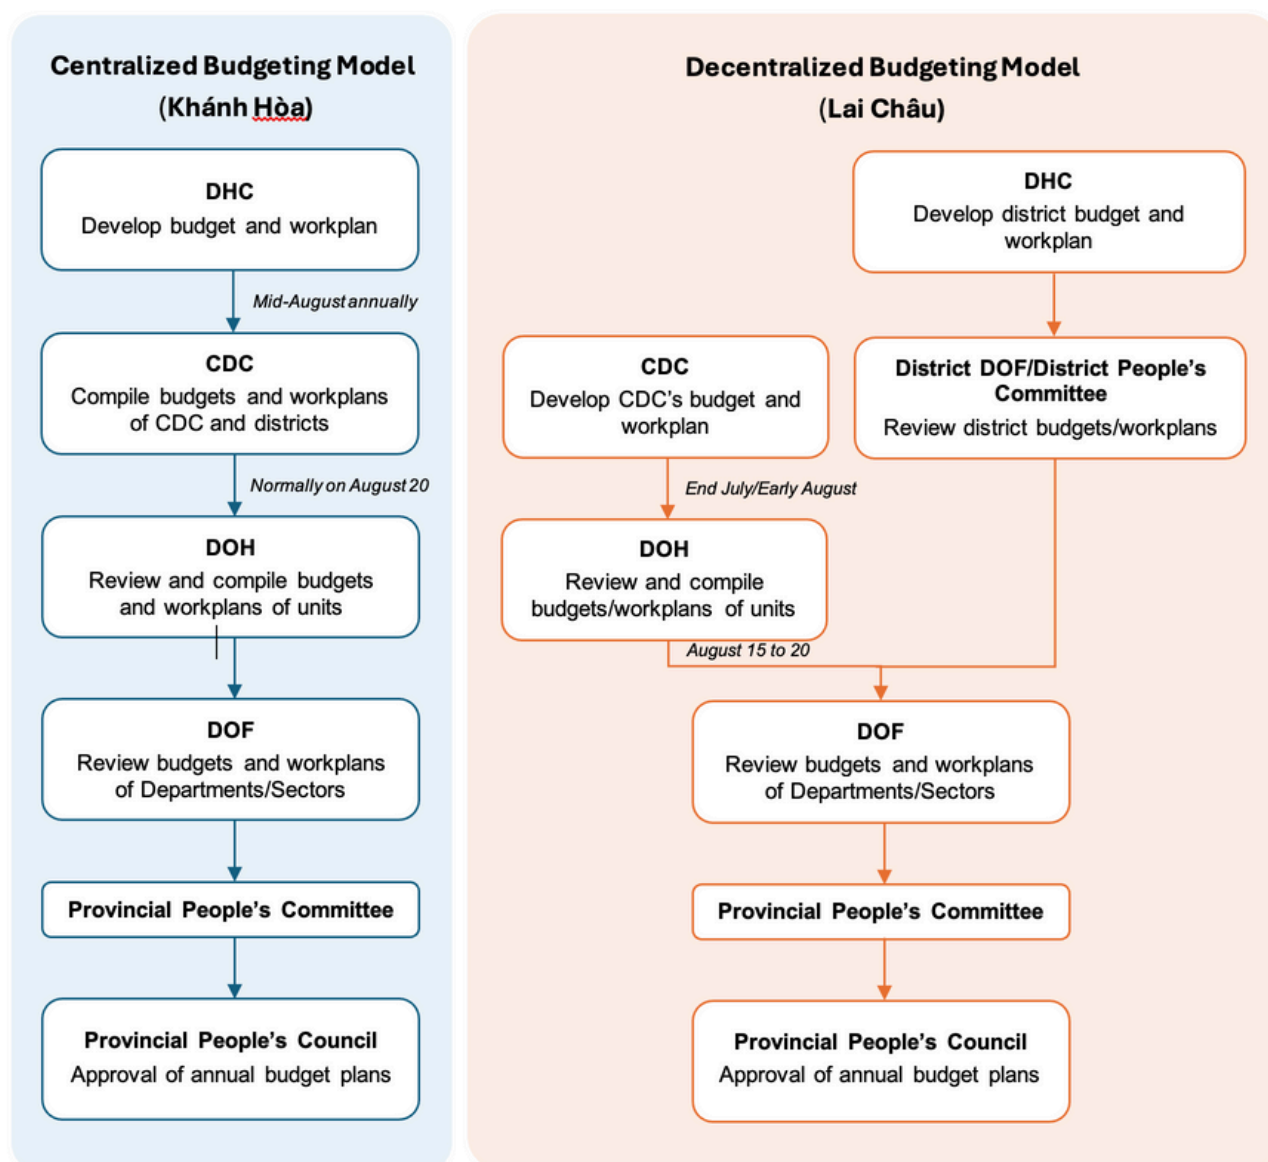 Centralized Budgeting Model
(Khánh Hòa)
DHC
Develop budget and workplan
Mid-August annually
CDC
Compile budgets and workplans
of CDC and districts
Normally on August 20
DOH
Review and compile budgets
and workplans of units
DOF
Review budgets and workplans
of Departments/Sectors
Provincial People's Committee
Provincial People's Council
Approval of annual budget plans
Decentralized Budgeting Model
(Lai Châu)
DHC
Develop district budget and
workplan
District DOF/District People's
Committee
Review district budgets/workplans
CDC
Develop CDC's budget and
workplan
End July/Early August
DOH
Review and compile
budgets/workplans of units
August 15 to 20
DOF
Review budgets and workplans
of Departments/Sectors
Provincial People's Committee
Provincial People's Council
Approval of annual budget plans